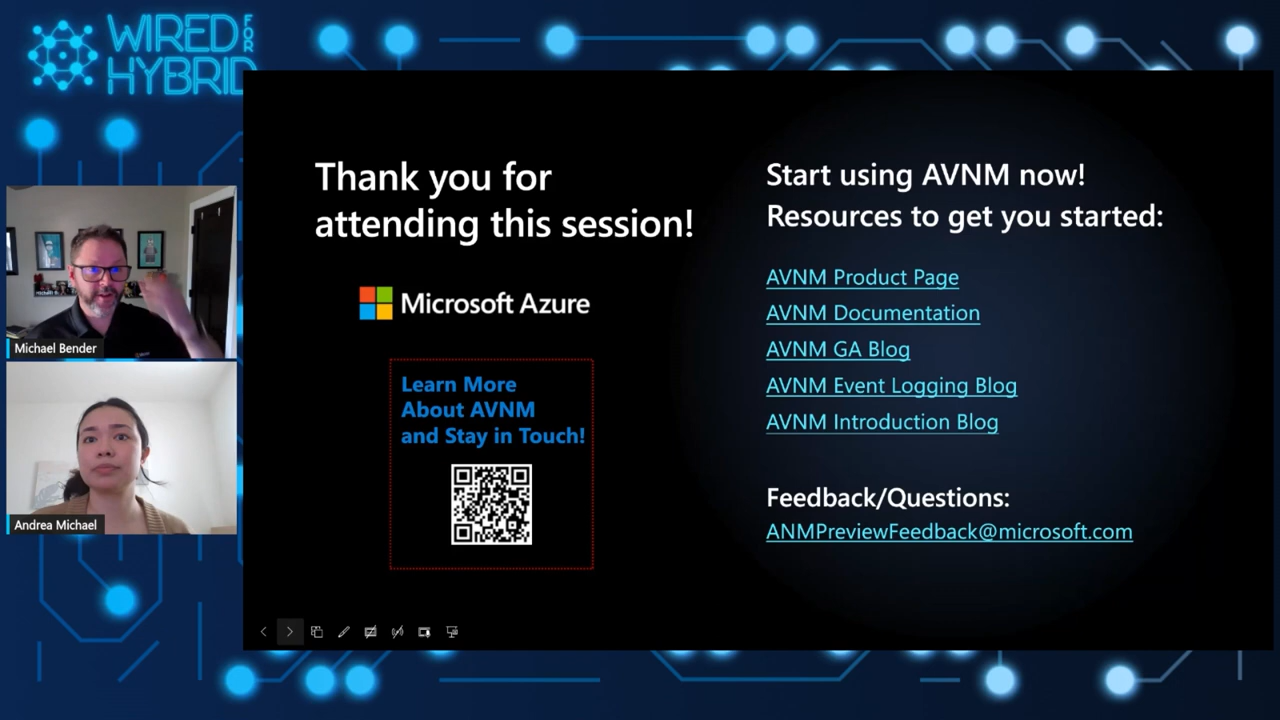 WIRED FOR
HYBRID
Thank you for
attending this session!
Microsoft Azure
Learn More
About AVNM
and Stay in Touch!
Start using AVNM now!
Resources to get you started:
AVNM Product Page
AVNM Documentation
AVNM GA Blog
AVNM Event Logging Blog
AVNM Introduction Blog
Feedback/Questions:
ANMPreviewFeedback@microsoft.com
Michael Bender
Andrea Michael